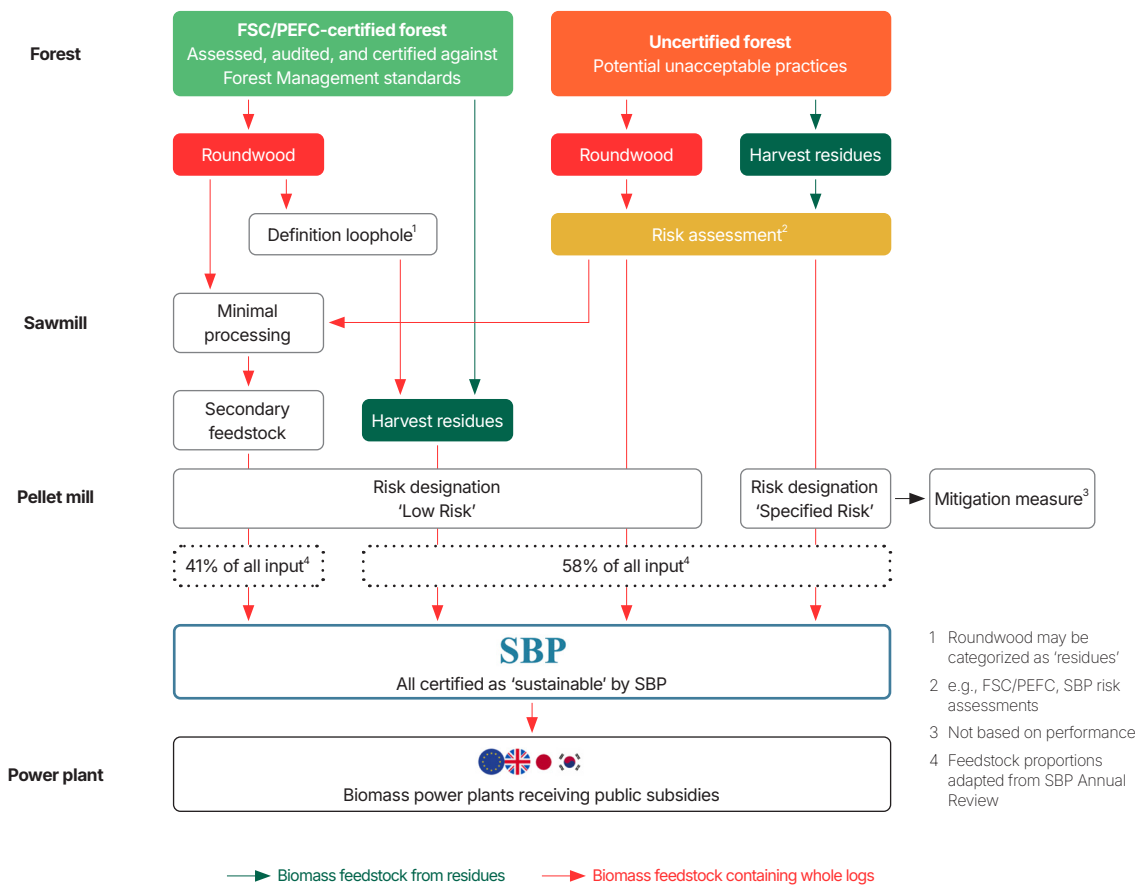 Forest
FSC/PEFC-certified forest
Assessed, audited, and certified against
Forest Management standards
Uncertified forest
Potential unacceptable practices
Roundwood
Roundwood
Harvest residues
Definition loophole1
Risk assessment2
Sawmill
Minimal
processing
Secondary
feedstock
Harvest residues
Pellet mill
Risk designation
‘Low Risk’
Risk designation
‘Specified Risk’
Mitigation measure3
41% of all input4
58% of all input4
SBP
All certified as ‘sustainable’ by SBP
1 Roundwood may be
categorized as ‘residues’
2 e.g., FSC/PEFC, SBP risk
assessments
3 Not based on performance
4 Feedstock proportions
adapted from SBP Annual
Review
Power plant
Biomass power plants receiving public subsidies
Biomass feedstock from residues
Biomass feedstock containing whole logs